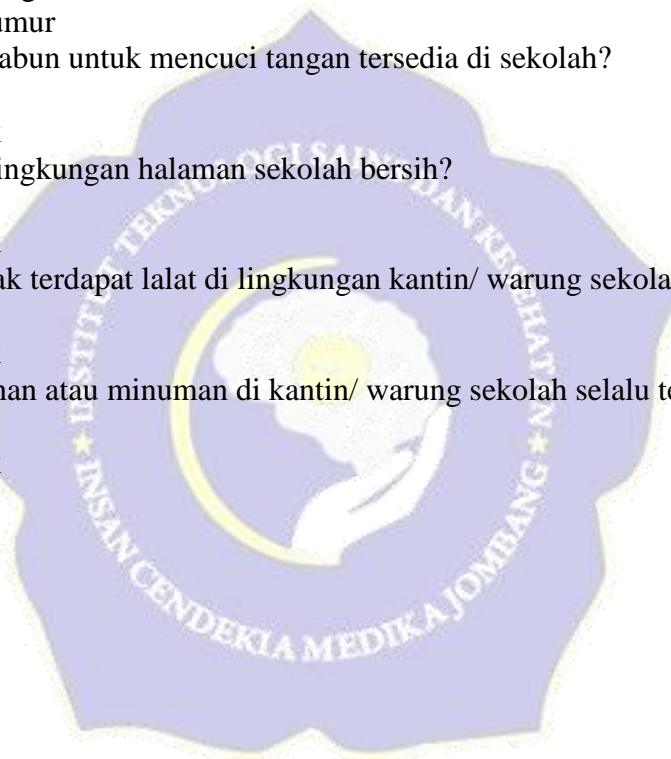 umur
abun untuk mencuci tangan tersedia di sekolah?
ingkungan halaman sekolah bersih?
ak terdapat lalat di lingkungan kantin/ warung sekola
nan atau minuman di kantin/ warung sekolah selalu te
INSTITUT TEKNOLOGI SAINS DAN KESEHATAN
INSAN CENDEKIA MEDIKA JOMBANG